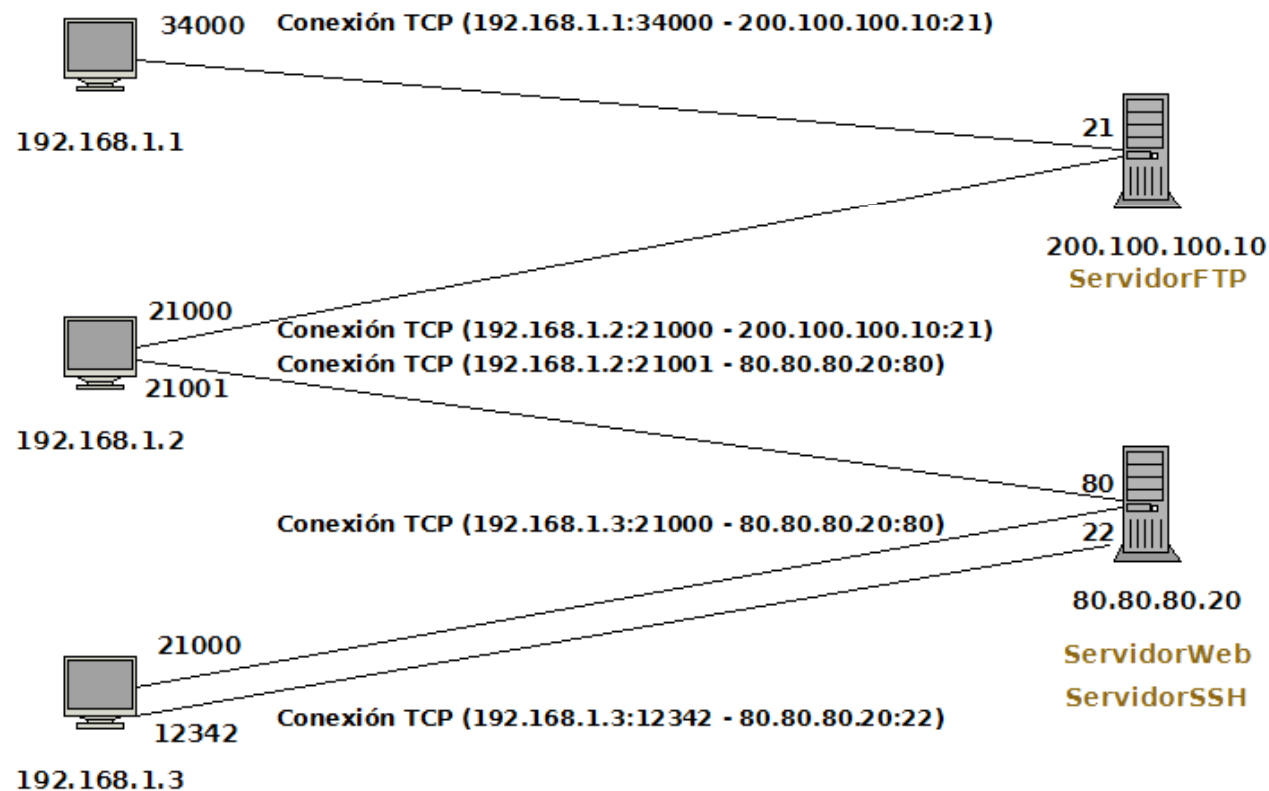 34000 Conexión TCP (192.168.1.1:34000 - 200.100.100.10:21)
21
192.168.1.1
200.100.100.10
ServidorFTP
21000
Conexión TCP (192.168.1.2:21000 - 200.100.100.10:21)
Conexión TCP (192.168.1.2:21001 - 80.80.80.20:80)
21001
192.168.1.2
80
Conexión TCP (192.168.1.3:21000 - 80.80.80.20:80)
22
80.80.80.20
21000
ServidorWeb
ServidorSSH
Conexión TCP (192.168.1.3:12342 - 80.80.80.20:22)
12342
192.168.1.3